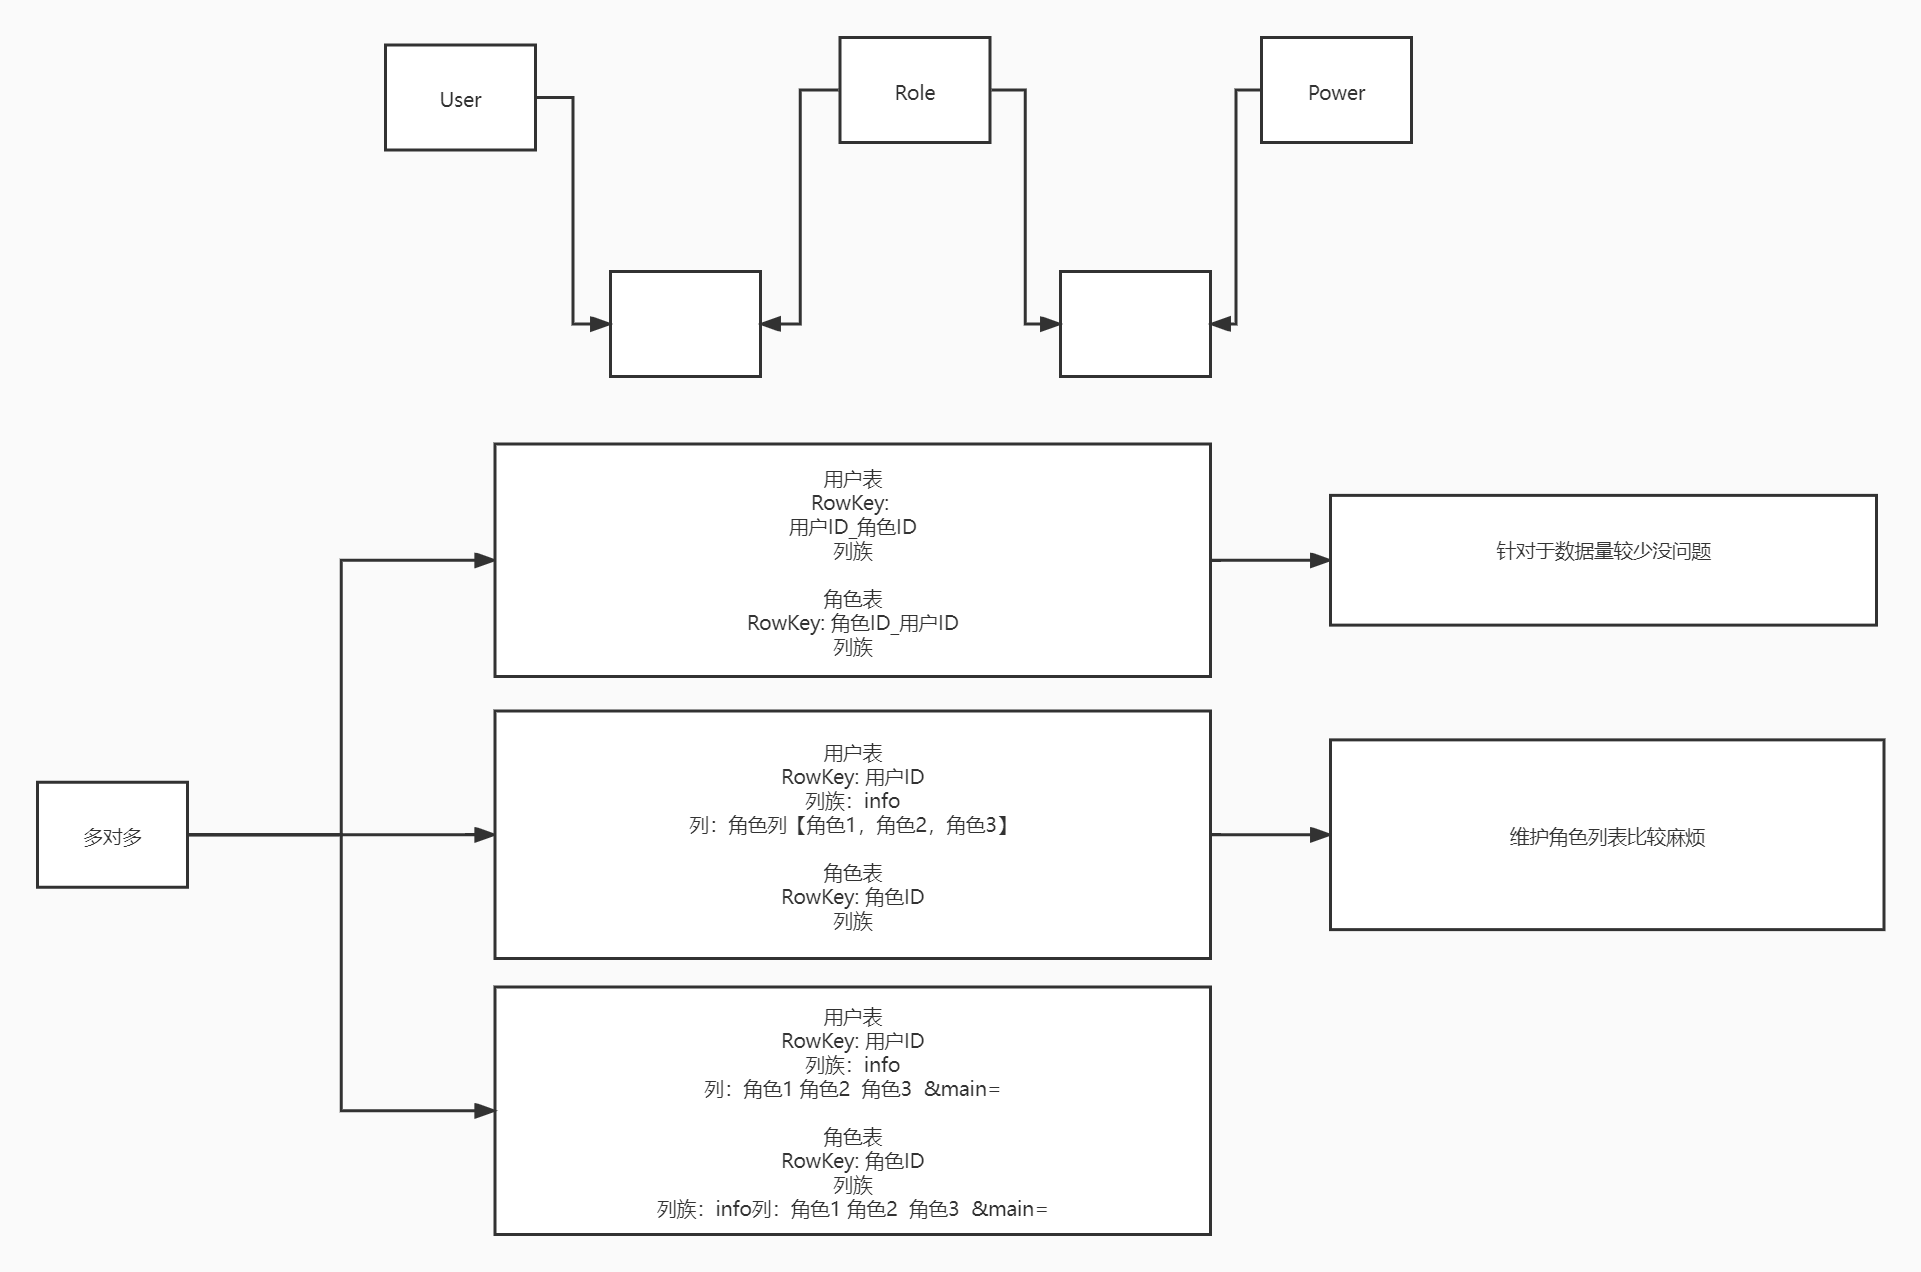 User
Role
Power
用户表
RowKey:
用户ID_角色ID
列族
角色表
RowKey: 角色ID_用户ID
列族
针对于数据量较少没问题
多对多
用户表
RowKey: 用户ID
列族：info
列：角色列【角色1，角色2，角色3】
角色表
RowKey: 角色ID
列族
维护角色列表比较麻烦
用户表
RowKey: 用户ID
列族：info
列：角色1 角色2  角色3  &main=
角色表
RowKey: 角色ID
列族
列族：info列：角色1 角色2  角色3  &main=